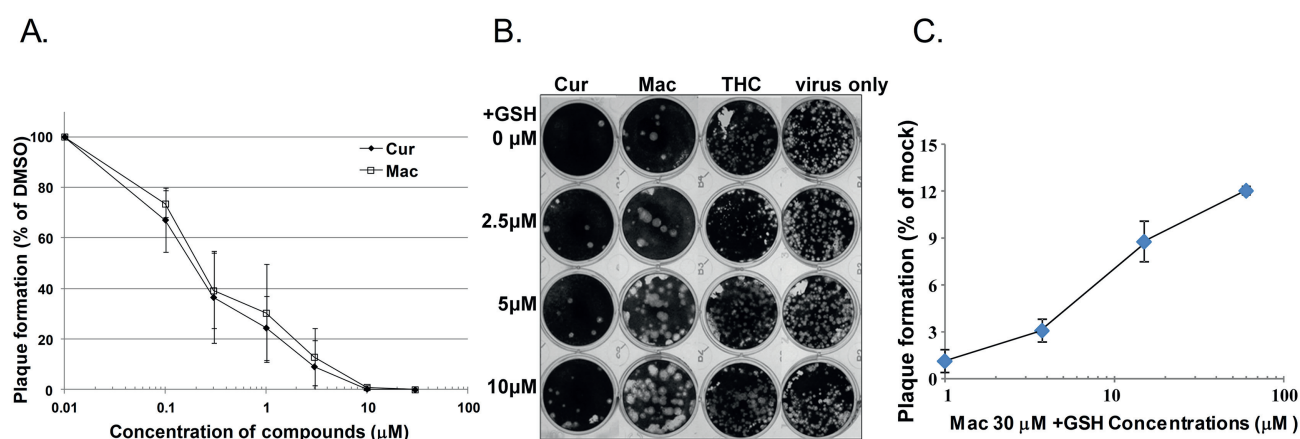 A.
Plaque formation (% of DMSO)
100
80
60
40
20
0
0.01 0.1 1 10 100
Concentration of compounds (μM)
Cur
Mac
B.
Cur Mac THC virus only
+GSH
0 μM
2.5μM
5μM
10μM
C.
Plaque formation (% of mock)
15
12
9
6
3
0
1 10 100
Mac 30 μM +GSH Concentrations (μM )